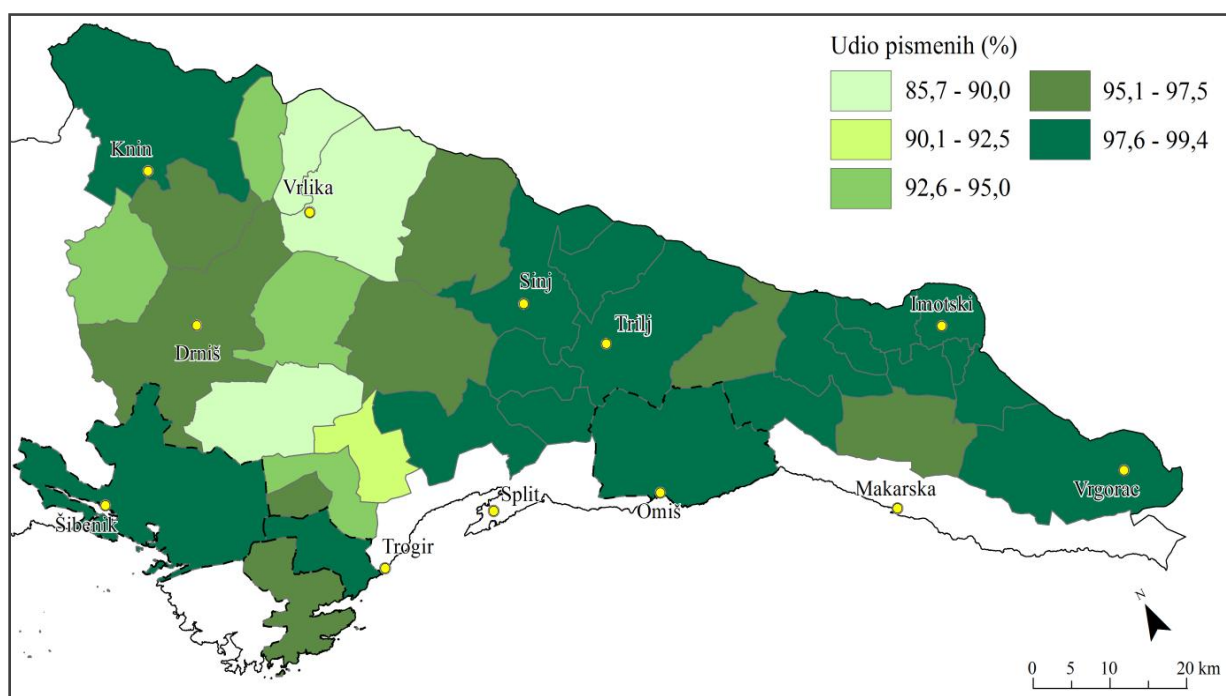 Udio pismenih (%)
85,7 - 90,0
95,1 - 97,5
90,1 - 92,5
97,6 - 99,4
92,6 - 95,0
Knin
Vrlika
Sinj
Imotski
Trilj
Drniš
Vrgorac
Makarska
Split
Omiš
Šibenik
Trogir
N
0 5 10 20 km